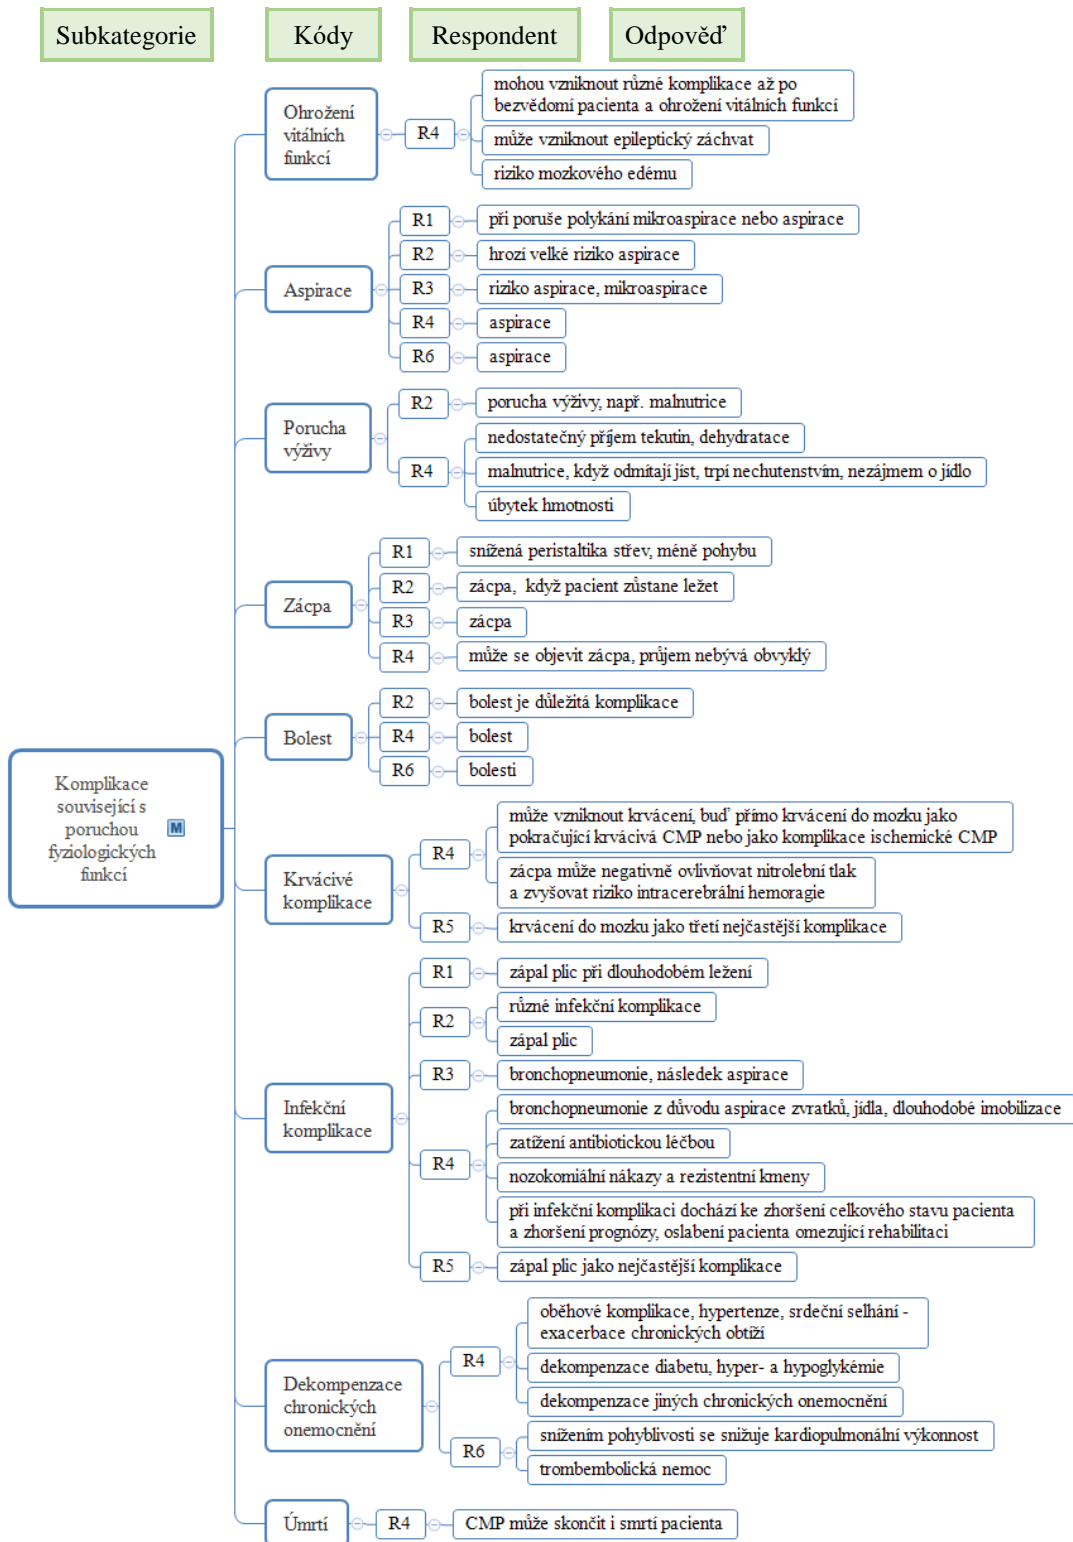 Subkategorie
Kódy
Respondent
Odpověď
Komplikace
související s
poruchou
fyziologických
funkcí
M
Ohrožení
vitálních
funkcí
R4
mohou vzniknout různé komplikace až po
bezvědomí pacienta a ohrožení vitálních funkcí
může vzniknout epileptický záchvat
riziko mozkového edému
Aspirace
R1
při poruše polykání mikroaspirace nebo aspirace
R2
hrozí velké riziko aspirace
R3
riziko aspirace, mikroaspirace
R4
aspirace
R6
aspirace
Porucha
výživy
R2
porucha výživy, např. malnutrice
R4
nedostatečný příjem tekutin, dehydratace
malnutrice, když odmítají jíst, trpí nechutenstvím, nezájmem o jídlo
úbytek hmotnosti
Zácpa
R1
snížená peristaltika střev, méně pohybu
R2
zácpa, když pacient zůstane ležet
R3
zácpa
R4
může se objevit zácpa, průjem nebývá obvyklý
Bolest
R2
bolest je důležitá komplikace
R4
bolest
R6
bolesti
Krvácivé
komplikace
R4
může vzniknout krvácení, buď přímo krvácení do mozku jako
pokračující krvácivá CMP nebo jako komplikace ischemické CMP
zácpa může negativně ovlivňovat nitrolební tlak
a zvyšovat riziko intracerebrální hemoragie
R5
krvácení do mozku jako třetí nejčastější komplikace
Infekční
komplikace
R1
zápal plic při dlouhodobém ležení
R2
různé infekční komplikace
zápal plic
R3
bronchopneumonie, následek aspirace
R4
bronchopneumonie z důvodu aspirace zvratků, jídla, dlouhodobé imobilizace
zatížení antibiotickou léčbou
nozokomiální nákazy a rezistentní kmeny
při infekční komplikaci dochází ke zhoršení celkového stavu pacienta
a zhoršení prognózy, oslabení pacienta omezující rehabilitaci
R5
zápal plic jako nejčastější komplikace
Dekompenzace
chronických
onemocnění
R4
oběhové komplikace, hypertenze, srdeční selhání -
exacerbace chronických obtíží
dekompenzace diabetu, hyper- a hypoglykémie
dekompenzace jiných chronických onemocnění
R6
snížením pohyblivosti se snižuje kardiopulmonální výkonnost
trombembolická nemoc
Úmrtí
R4
CMP může skončit i smrtí pacienta